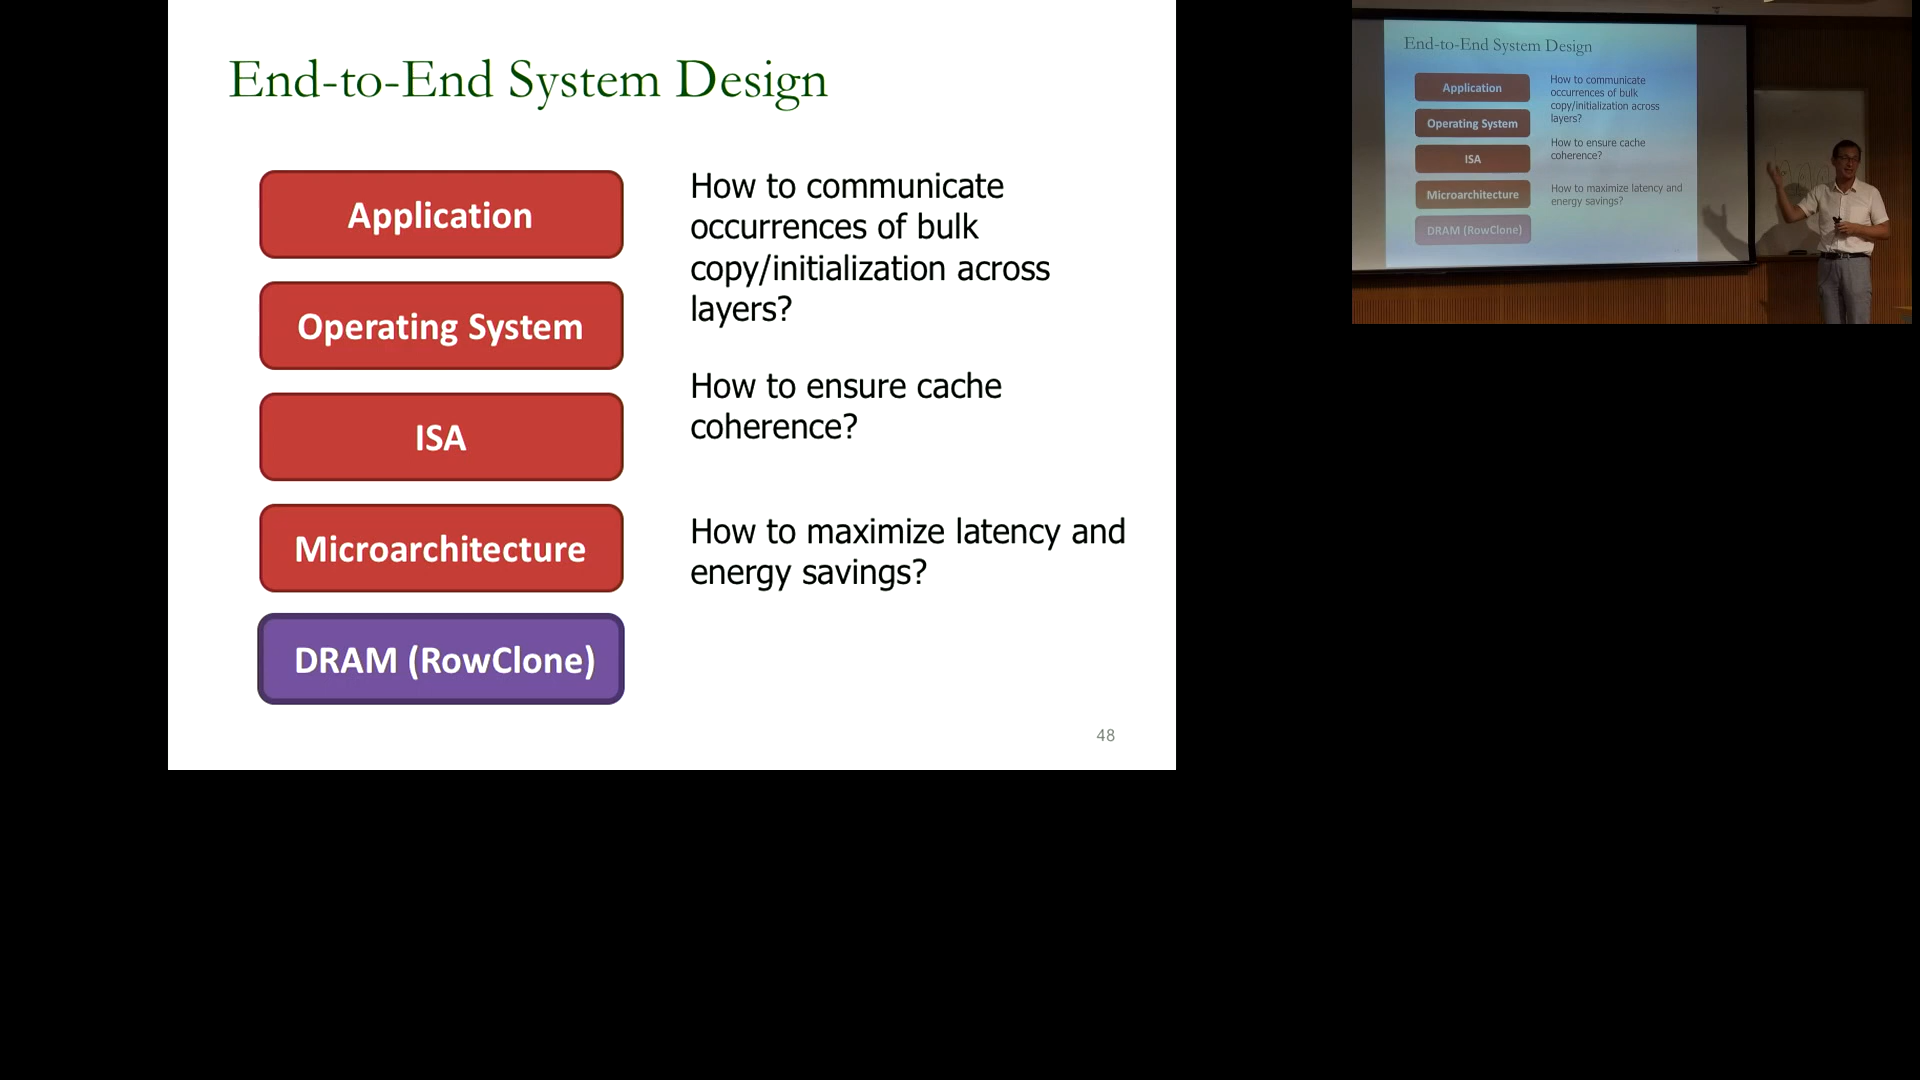 End-to-End System Design
Application
Operating System
ISA
Microarchitecture
DRAM (RowClone)
How to communicate
occurrences of bulk
copy/initialization across
layers?
How to ensure cache
coherence?
How to maximize latency and
energy savings?
48
End-to-End System Design
Application
Operating System
ISA
Microarchitecture
DRAM (RowClone)
How to communicate
occurrences of bulk
copy/initialization across
layers?
How to ensure cache
coherence?
How to maximize latency and
energy savings?